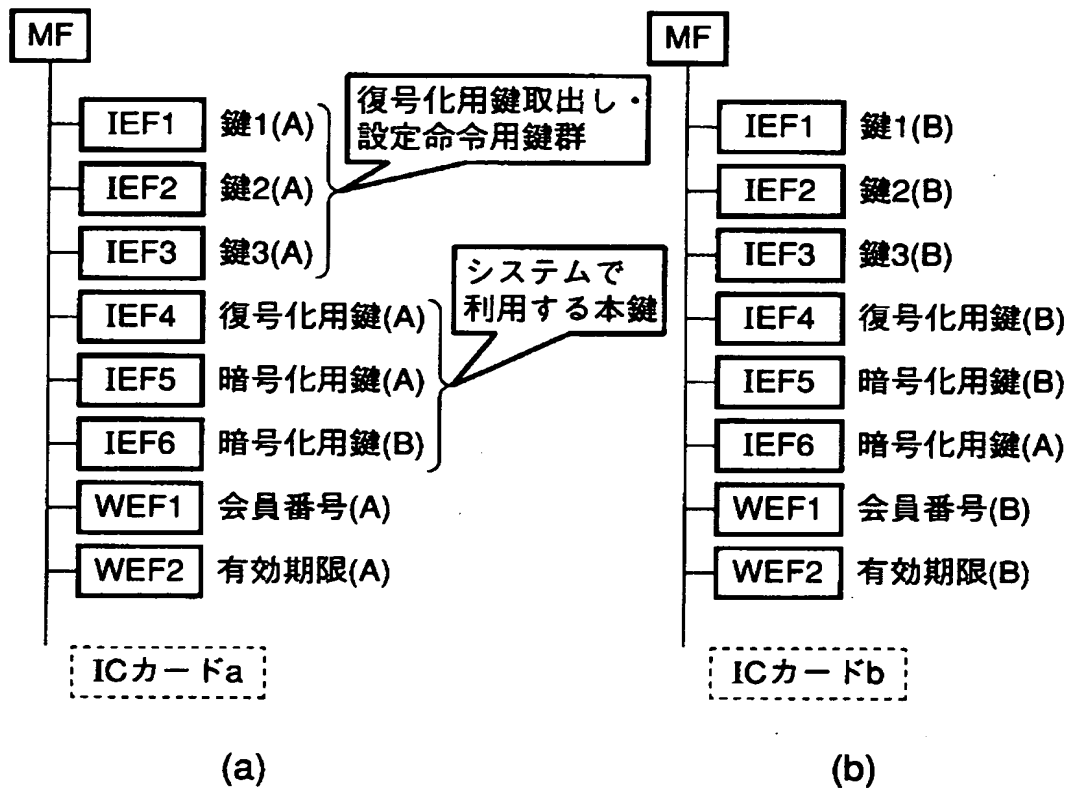 MF
IEF1 鍵1(A)
IEF2 鍵2(A)
IEF3 鍵3(A)
復号化用鍵取出し・
設定命令用鍵群
IEF4 復号化用鍵(A)
IEF5 暗号化用鍵(A)
IEF6 暗号化用鍵(B)
システムで
利用する本鍵
WEF1 会員番号(A)
WEF2 有効期限(A)
ICカードa
(a)
MF
IEF1 鍵1(B)
IEF2 鍵2(B)
IEF3 鍵3(B)
IEF4 復号化用鍵(B)
IEF5 暗号化用鍵(B)
IEF6 暗号化用鍵(A)
WEF1 会員番号(B)
WEF2 有効期限(B)
ICカードb
(b)